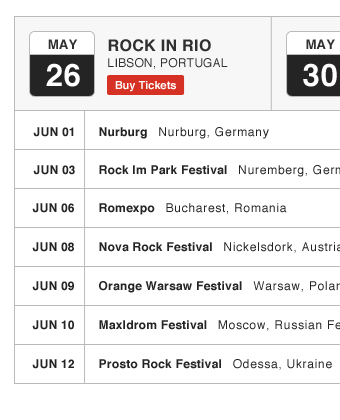 MAY
26
ROCK IN RIO
LIBSON, PORTUGAL
Buy Tickets
MAY
30
JUN 01 Nurburg Nurburg, Germany
JUN 03 Rock Im Park Festival Nuremberg, Germ
JUN 06 Romexpo Bucharest, Romania
JUN 08 Nova Rock Festival Nickelsdork, Austria
JUN 09 Orange Warsaw Festival Warsaw, Polan
JUN 10 MaxIdrom Festival Moscow, Russian Fe
JUN 12 Prosto Rock Festival Odessa, Ukraine